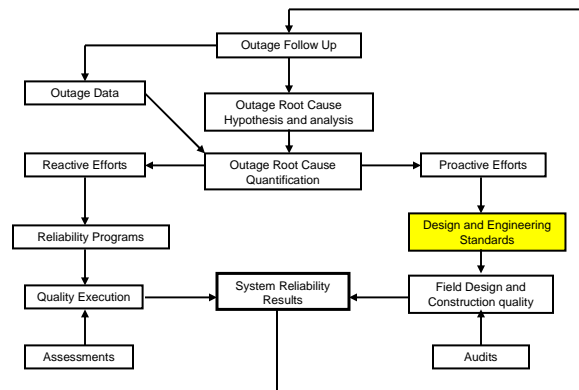 Outage Follow Up
Outage Data
Outage Root Cause
Hypothesis and analysis
Reactive Efforts
Outage Root Cause
Quantification
Proactive Efforts
Reliability Programs
Design and Engineering
Standards
Quality Execution
System Reliability
Results
Field Design and
Construction quality
Assessments
Audits